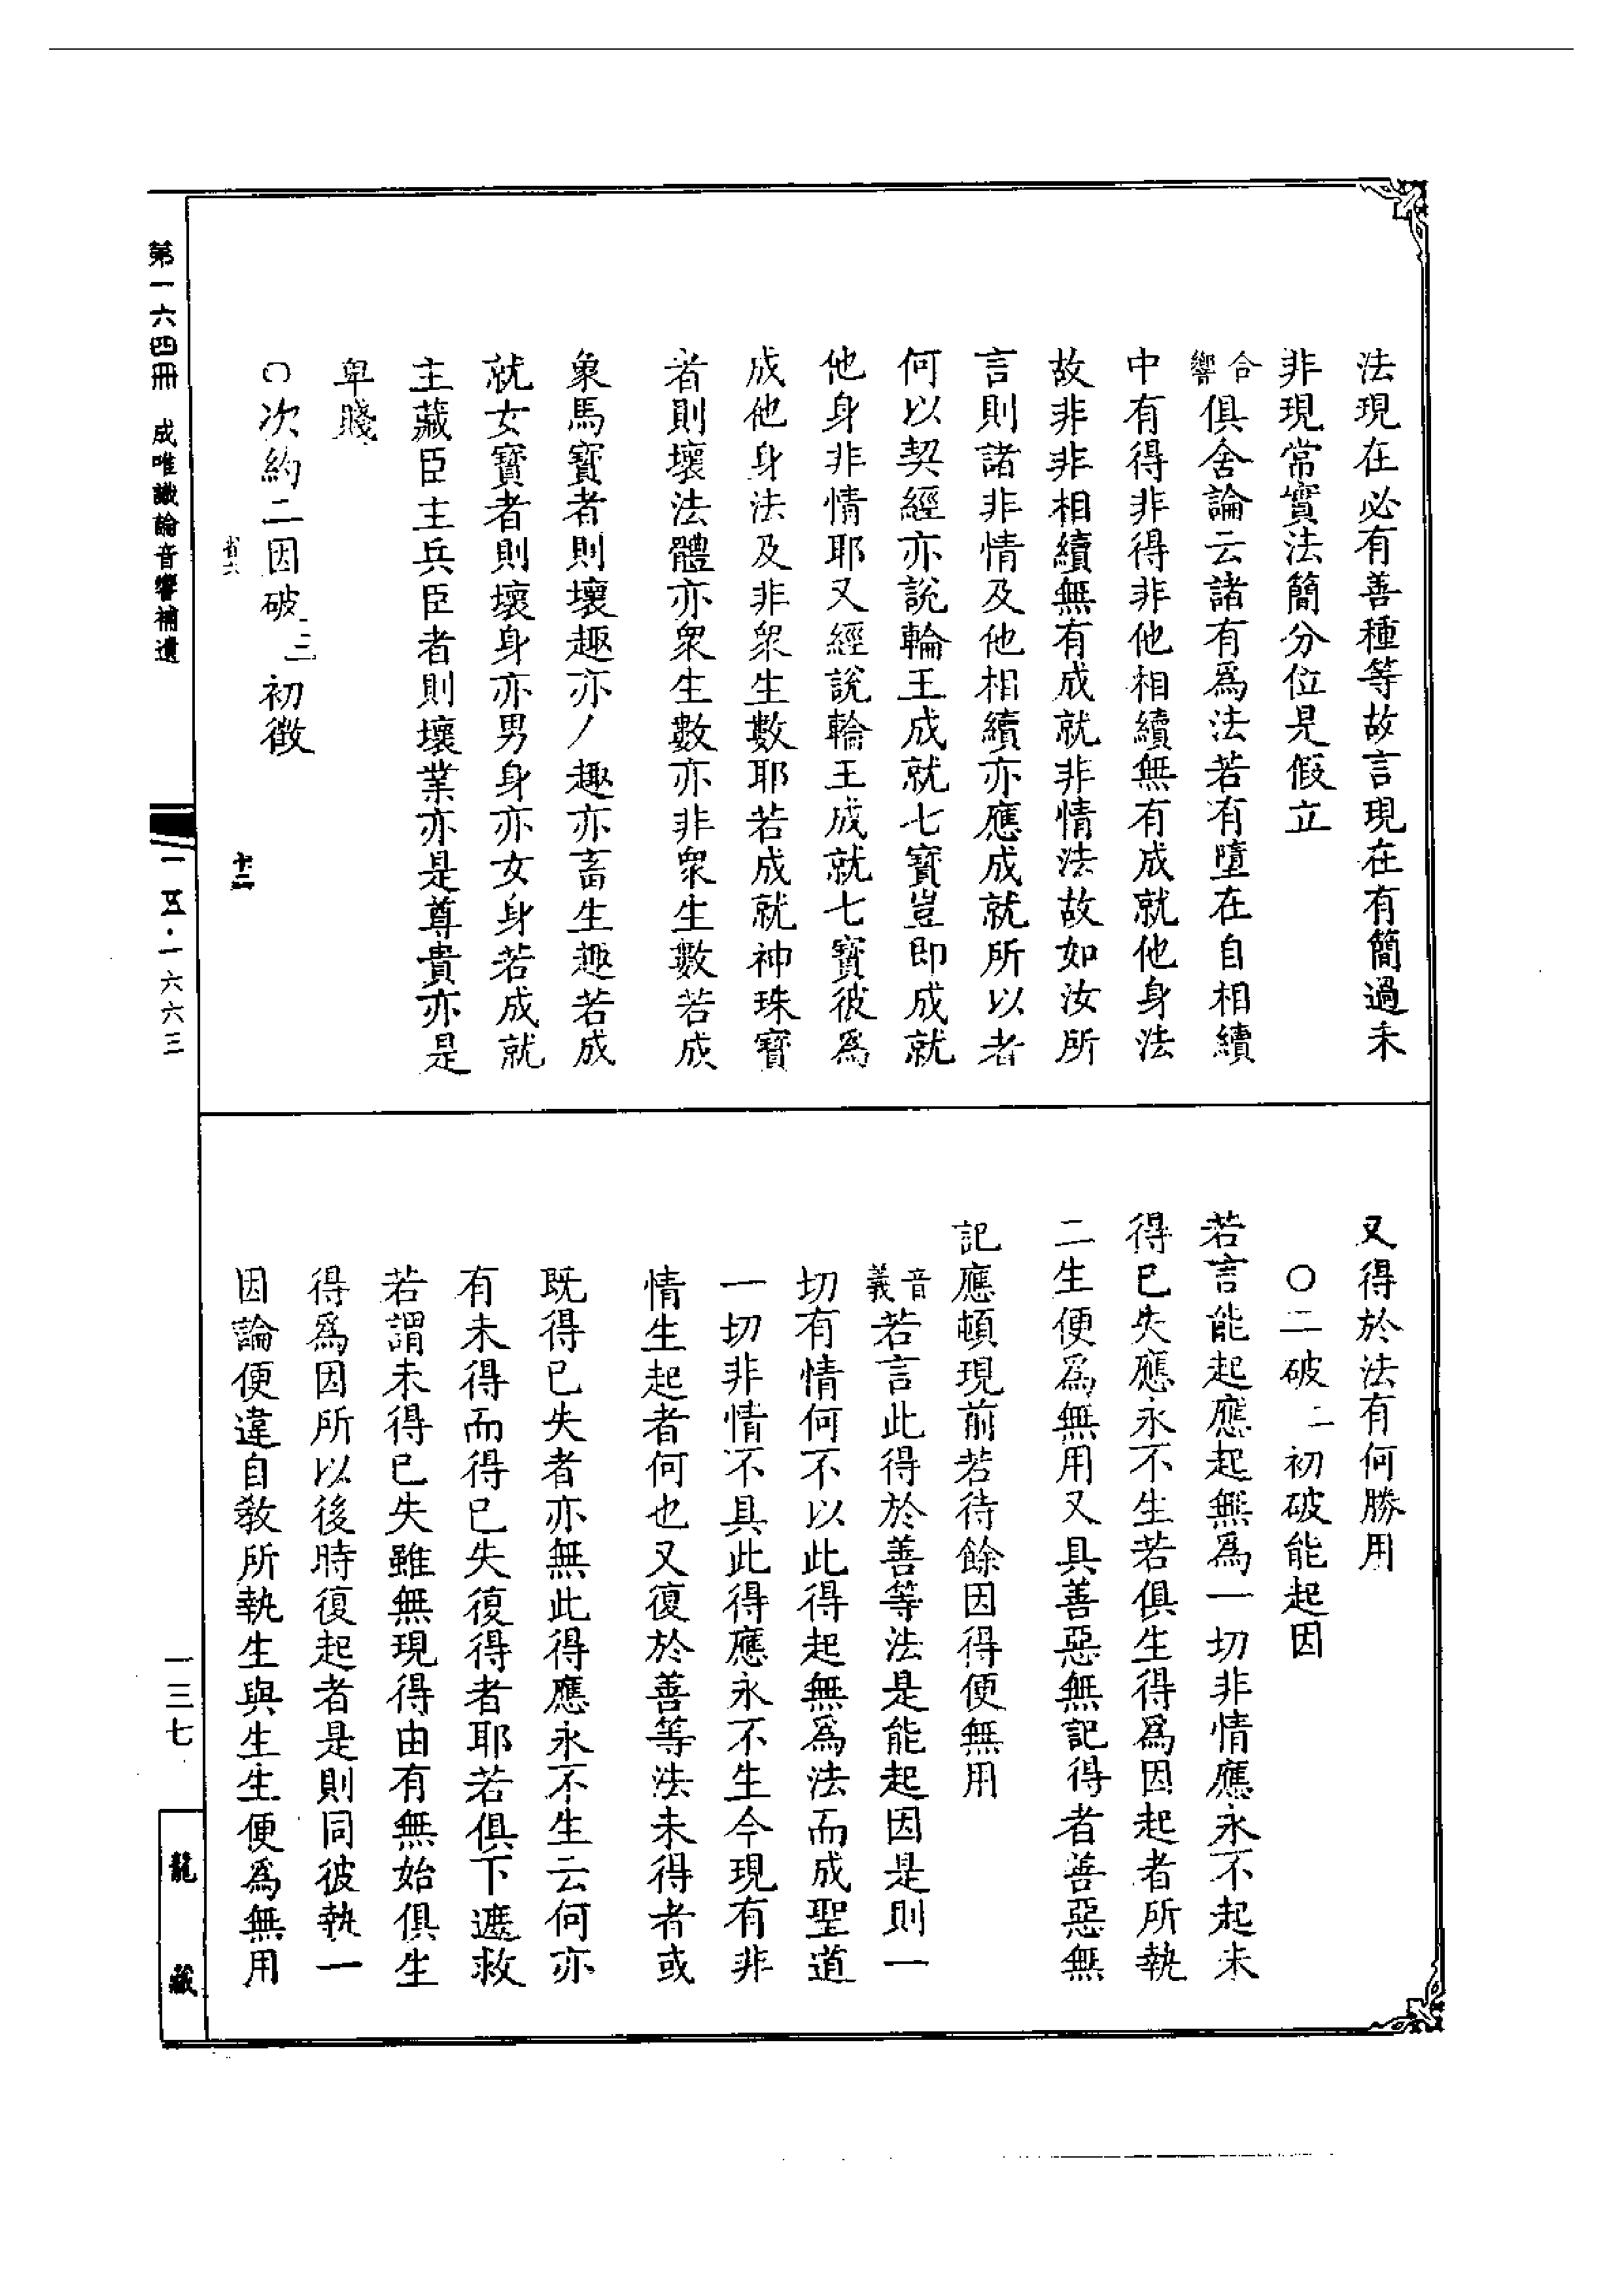 法現在必有善種等故言現在有簡過未
非現常實法簡分位是假立
合響俱舍論云諸有爲法若有墮在自相續
中有得非得非他相續無有成就他身法
故非非相續無有成就非情法故如汝所
言則諸非情及他相續亦應成就所以者
何以契經亦說輪王成就七寶豈即成就
他身非情耶又經說輪王成就七寶彼爲
成他身法及非衆生數耶若成就神珠寶
者則壞法體亦衆生數亦非衆生數若成
象馬寶者則壞趣亦人趣亦畜生趣若成
就女寶者則壞身亦男身亦女身若成就
主藏臣主兵臣者則壞業亦是尊貴亦是
卑賤
○次約二因破三初徵
省六 十二
又得於法有何勝用
○二破二初破能起因
若言能起應起無爲一切非情應永不起未
得已失應永不生若俱生得爲因起者所執
二生便爲無用又具善惡無記得者善惡無
記應頓現前若待餘因得便無用
音義若言此得於善等法是能起因是則一
切有情何不以此得起無爲法而成聖道
一切非情不具此得應永不生今現有非
情生起者何也又復於善等法未得者或
既得已失者亦無此得應永不生云何亦
有未得而得已失復得者耶若俱下遮救
若謂未得已失雖無現得由有無始俱生
得爲因所以後時復起者是則同彼執一
因論便違自教所執生與生生便爲無用
第一六四冊 成唯識論音響補遺
一五·一六六三
一三七
龍藏